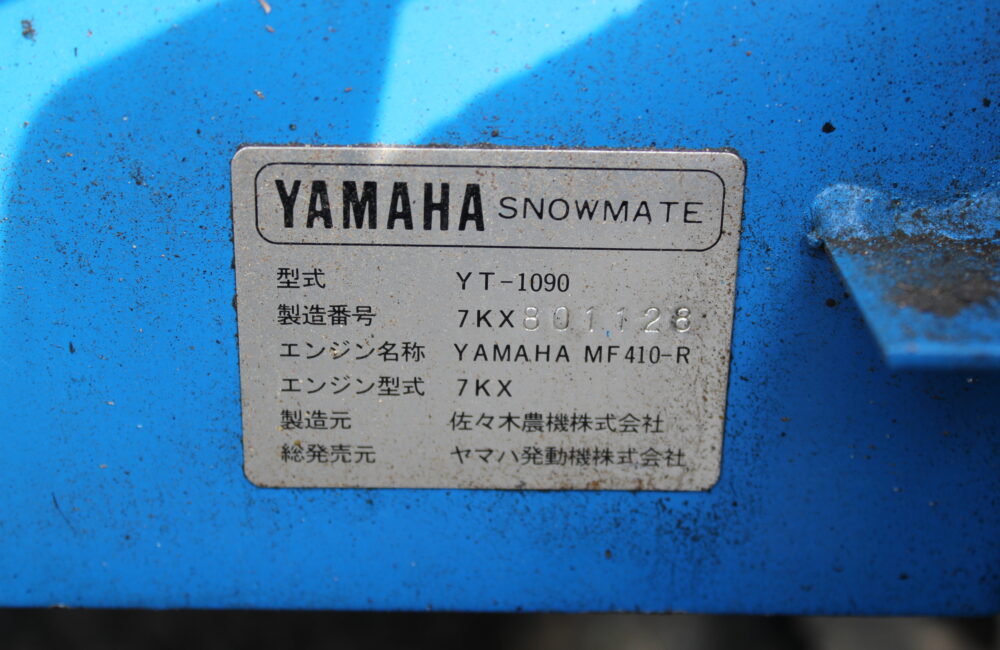 YAMAHA SNOWMATE
型式 YT-1090
製造番号 7KX801128
エンジン名称 YAMAHA MF410-R
エンジン型式 7KX
製造元 佐々木農機株式会社
総発売元 ヤマハ発動機株式会社